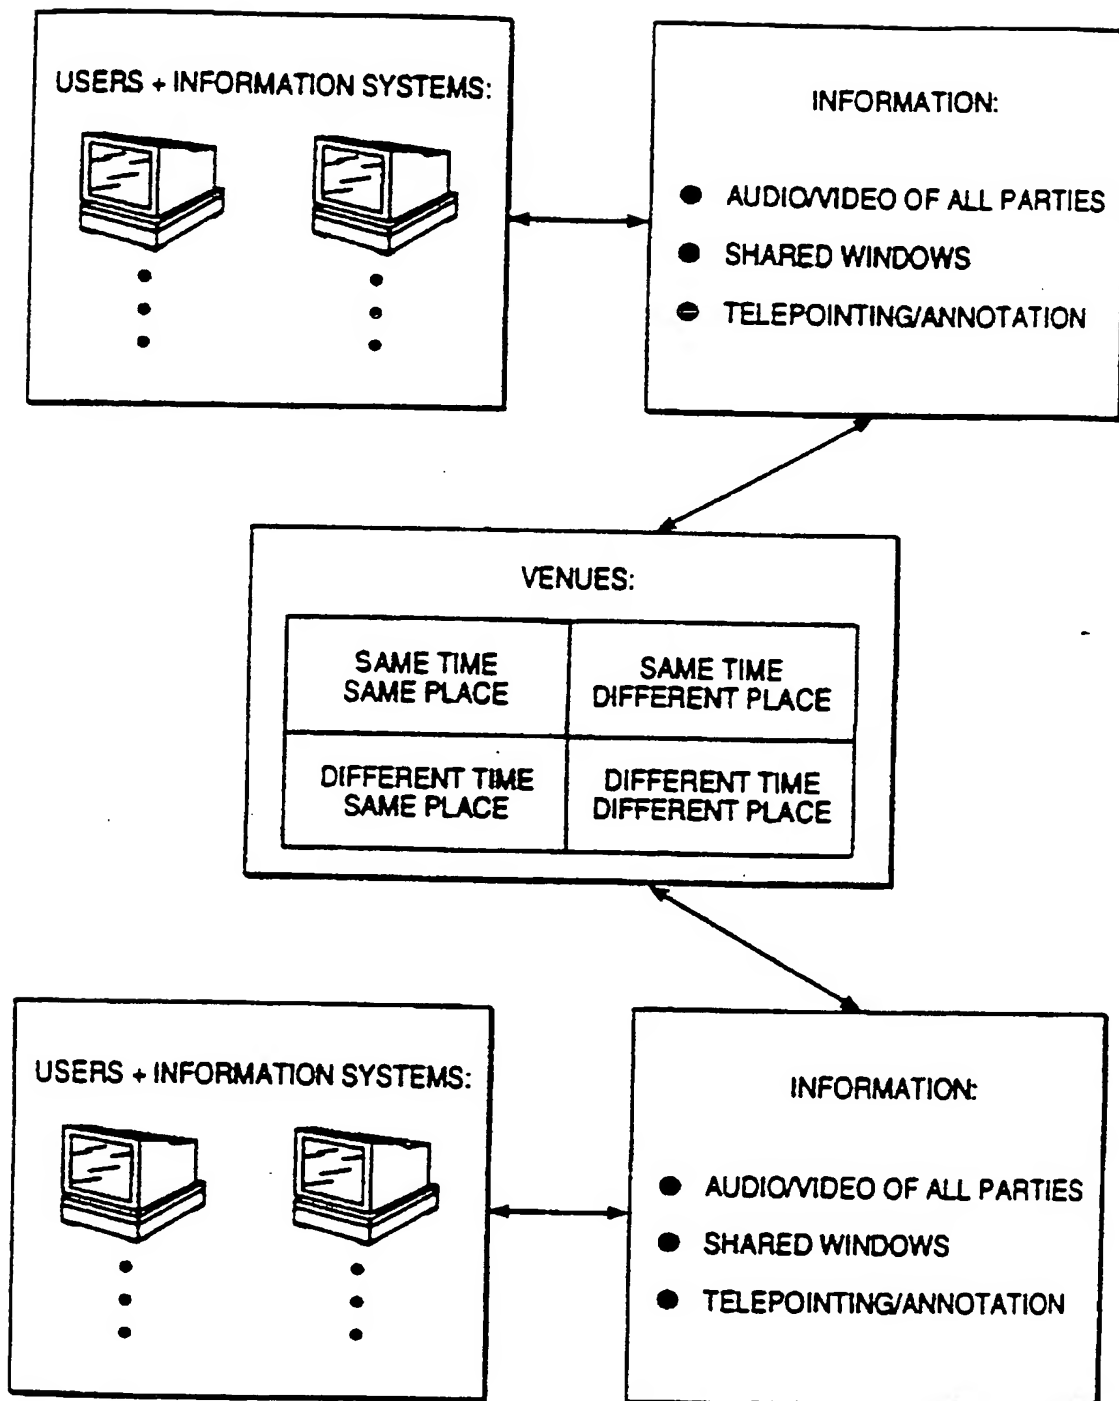 USERS + INFORMATION SYSTEMS:
INFORMATION:
● AUDIO/VIDEO OF ALL PARTIES
● SHARED WINDOWS
● TELEPOINTING/ANNOTATION
VENUES:
SAME TIME
SAME PLACE
SAME TIME
DIFFERENT PLACE
DIFFERENT TIME
SAME PLACE
DIFFERENT TIME
DIFFERENT PLACE
USERS + INFORMATION SYSTEMS:
INFORMATION:
● AUDIO/VIDEO OF ALL PARTIES
● SHARED WINDOWS
● TELEPOINTING/ANNOTATION